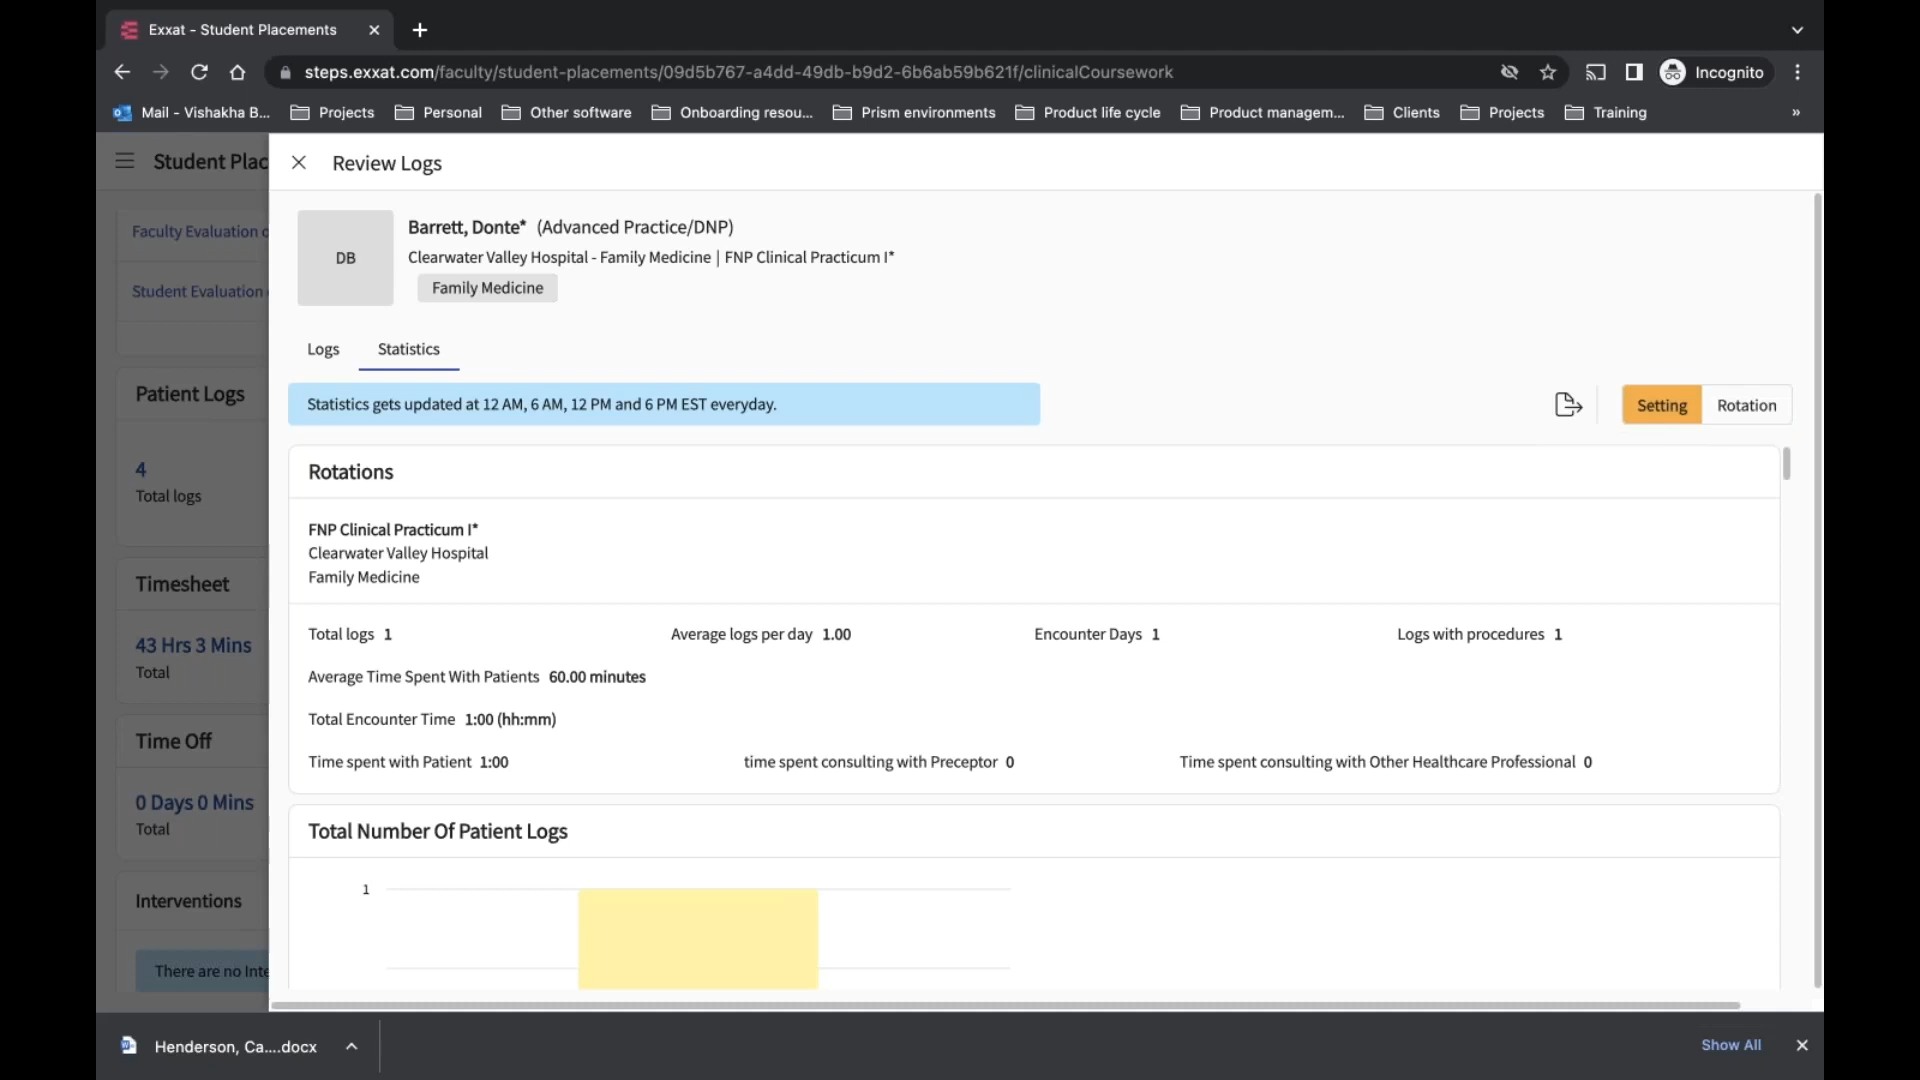 Exxat - Student Placements
steps.exxat.com/faculty/student-placements/09d5b767-a4dd-49db-b9d2-6b6ab59b621f/clinicalCoursework
Incognito
Mail - Vishakha B... Projects Personal Other software Onboarding resou... Prism environments Product life cycle Product managem... Clients Projects Training »
Student Plac
Review Logs
Faculty Evaluation o
Student Evaluation
Patient Logs
4
Total logs
Timesheet
43 Hrs 3 Mins
Total
Time Off
0 Days 0 Mins
Total
Interventions
There are no Inte
DB
Barrett, Donte* (Advanced Practice/DNP)
Clearwater Valley Hospital - Family Medicine | FNP Clinical Practicum I*
Family Medicine
Logs Statistics
Statistics gets updated at 12 AM, 6 AM, 12 PM and 6 PM EST everyday.
Setting Rotation
Rotations
FNP Clinical Practicum I*
Clearwater Valley Hospital
Family Medicine
Total logs 1 Average logs per day 1.00 Encounter Days 1 Logs with procedures 1
Average Time Spent With Patients 60.00 minutes
Total Encounter Time 1:00 (hh:mm)
Time spent with Patient 1:00 time spent consulting with Preceptor 0 Time spent consulting with Other Healthcare Professional 0
Total Number Of Patient Logs
1
Henderson, Ca....docx
Show All